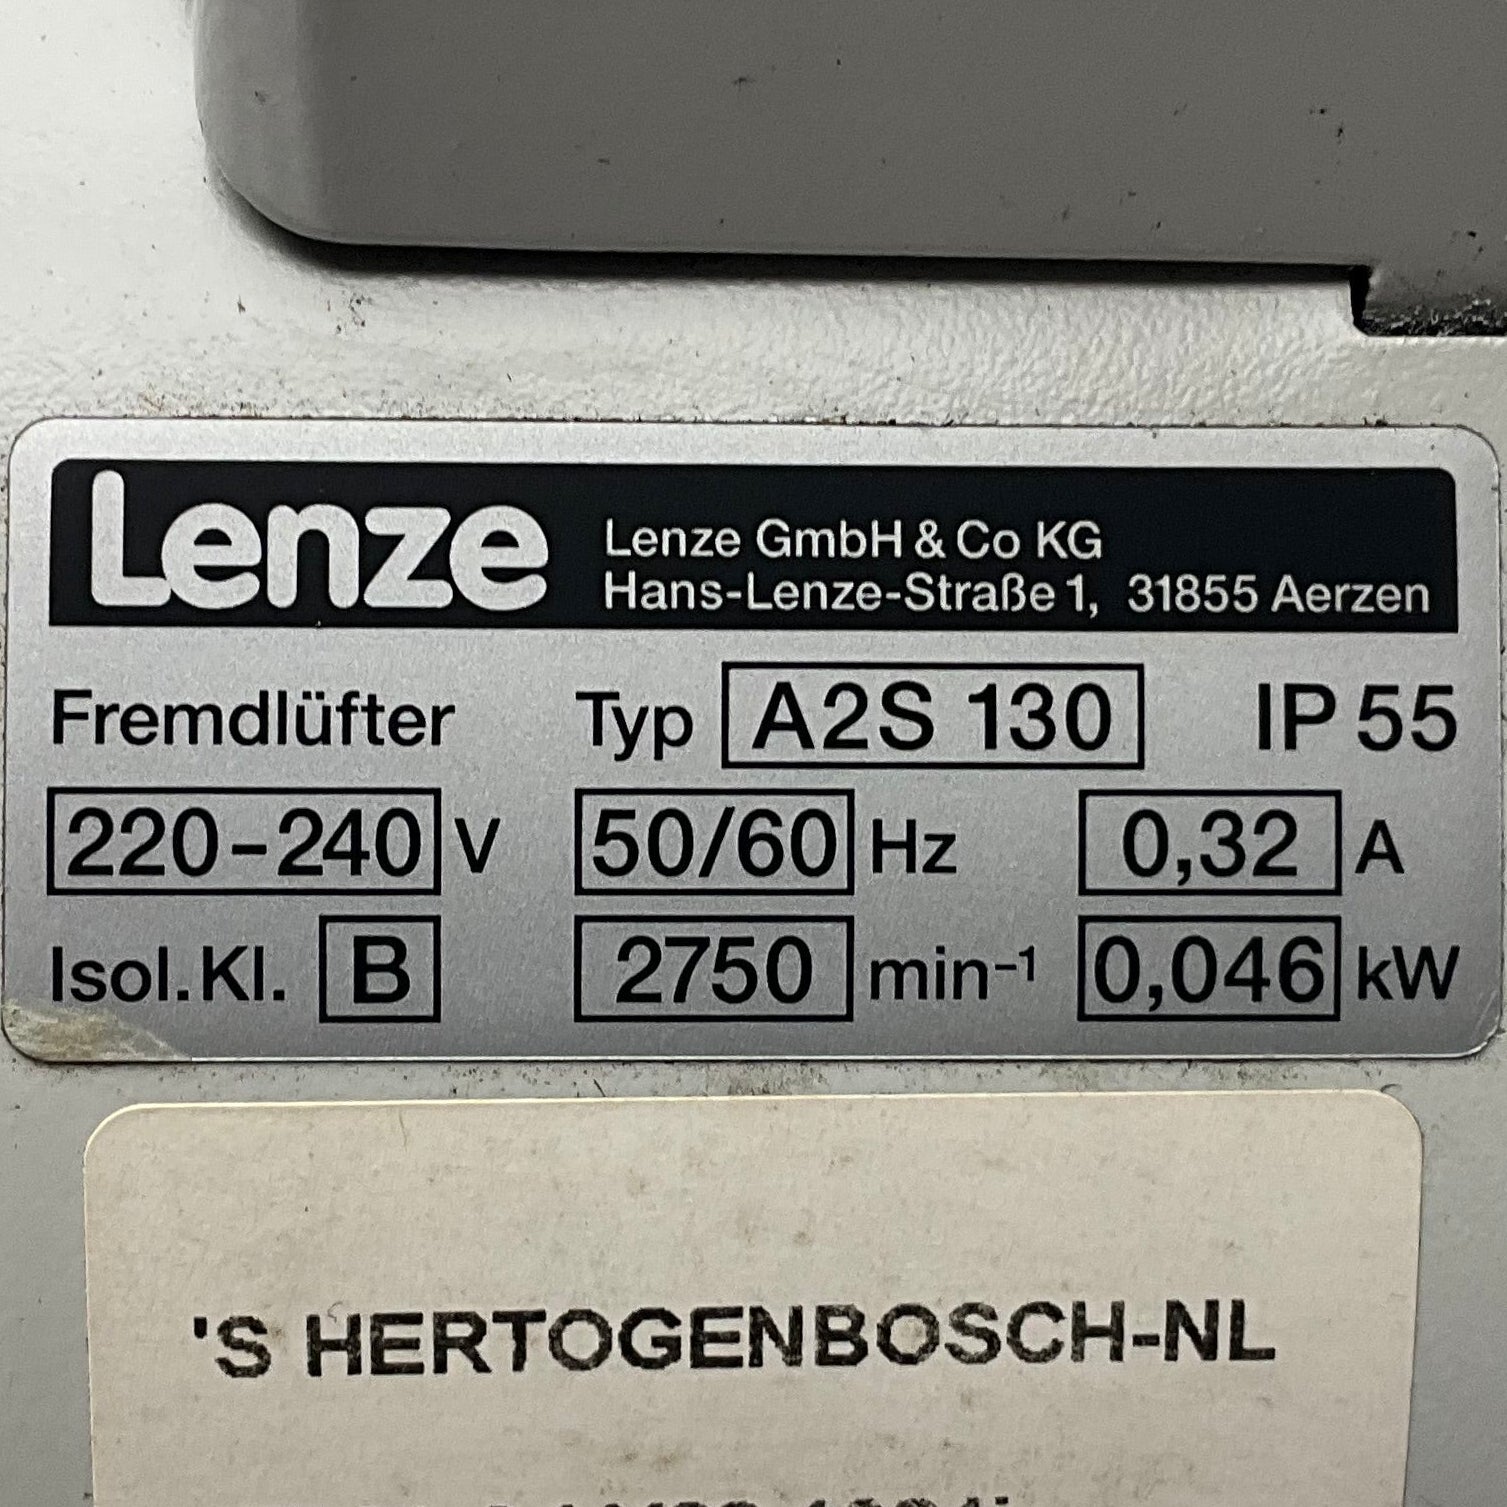 Lenze
Lenze GmbH & Co KG
Hans-Lenze-Straße 1, 31855 Aerzen
Fremdlüfter Typ A2S 130 IP 55
220-240 V 50/60 Hz 0,32 A
Isol.Kl. B 2750 min⁻¹ 0,046 kW
'S HERTOGENBOSCH-NL